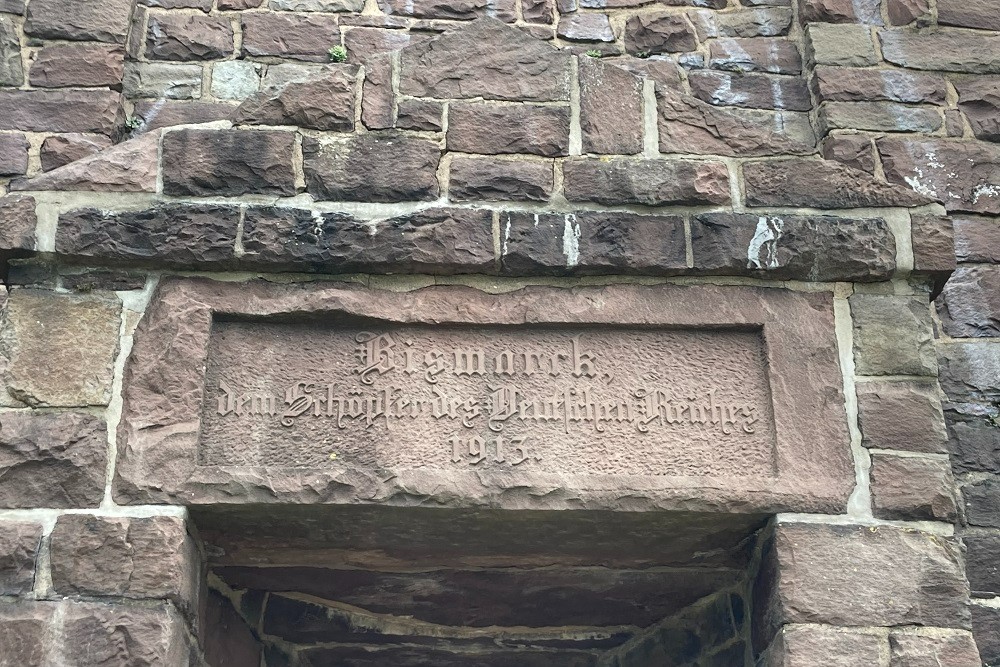 Bismarck,
dem Schöpfer des Deutschen Reiches
1913.